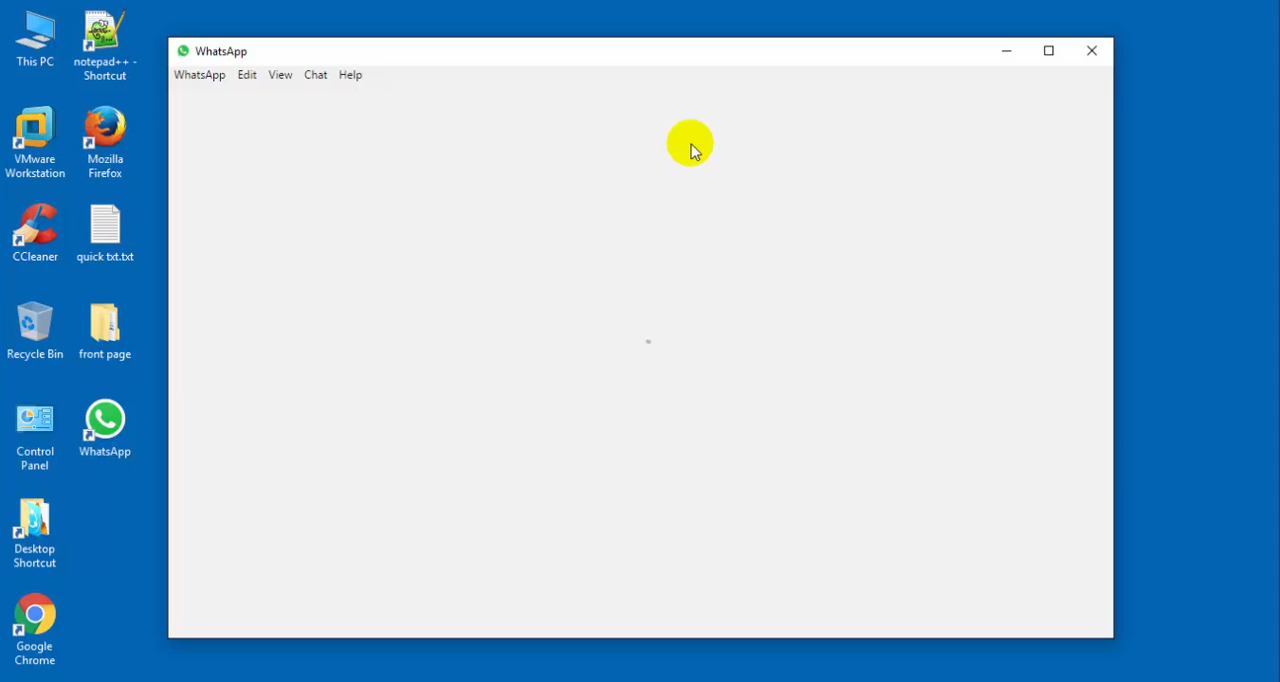 This PC
notepad++ -
Shortcut
VMware
Workstation
Mozilla
Firefox
CCleaner
quick txt.txt
Recycle Bin
front page
Control
Panel
WhatsApp
Desktop
Shortcut
Google
Chrome
WhatsApp
WhatsApp Edit View Chat Help